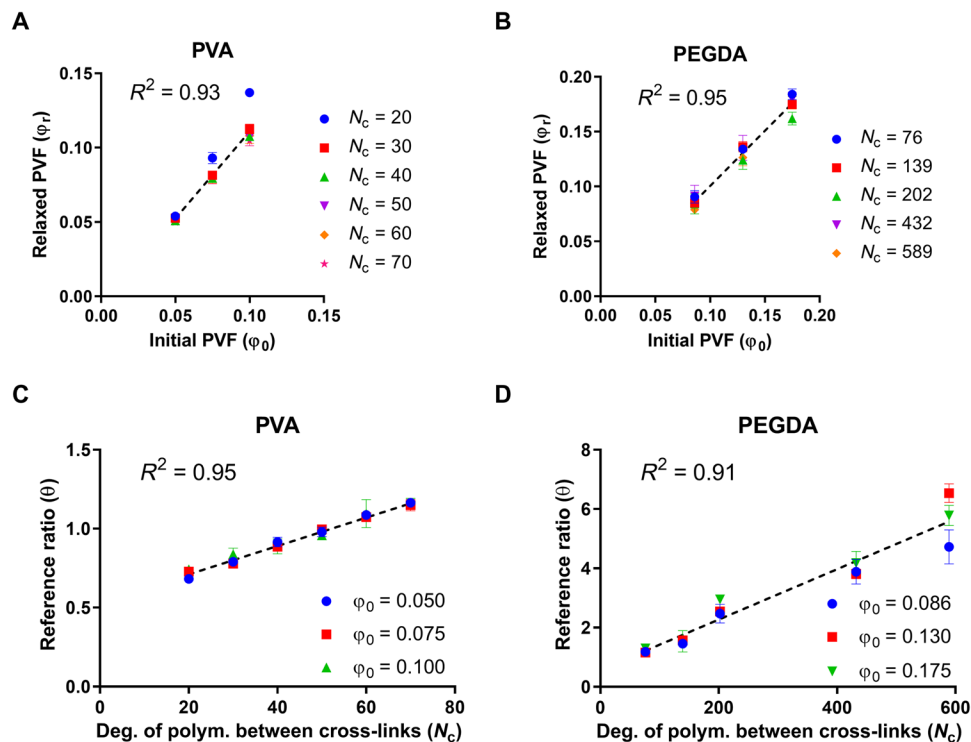 A
PVA
R² = 0.93
Relaxed PVF (φr)
0.15
0.10
0.05
0.00
0.00 0.05 0.10 0.15
Initial PVF (φ0)
Nc = 20
Nc = 30
Nc = 40
Nc = 50
Nc = 60
Nc = 70
B
PEGDA
R² = 0.95
Relaxed PVF (φr)
0.20
0.15
0.10
0.05
0.00
0.00 0.05 0.10 0.15 0.20
Initial PVF (φ0)
Nc = 76
Nc = 139
Nc = 202
Nc = 432
Nc = 589
C
PVA
R² = 0.95
Reference ratio (θ)
1.5
1.0
0.5
0.0
0 20 40 60 80
Deg. of polym. between cross-links (Nc)
φ0 = 0.050
φ0 = 0.075
φ0 = 0.100
D
PEGDA
R² = 0.91
Reference ratio (θ)
8
6
4
2
0
0 200 400 600
Deg. of polym. between cross-links (Nc)
φ0 = 0.086
φ0 = 0.130
φ0 = 0.175